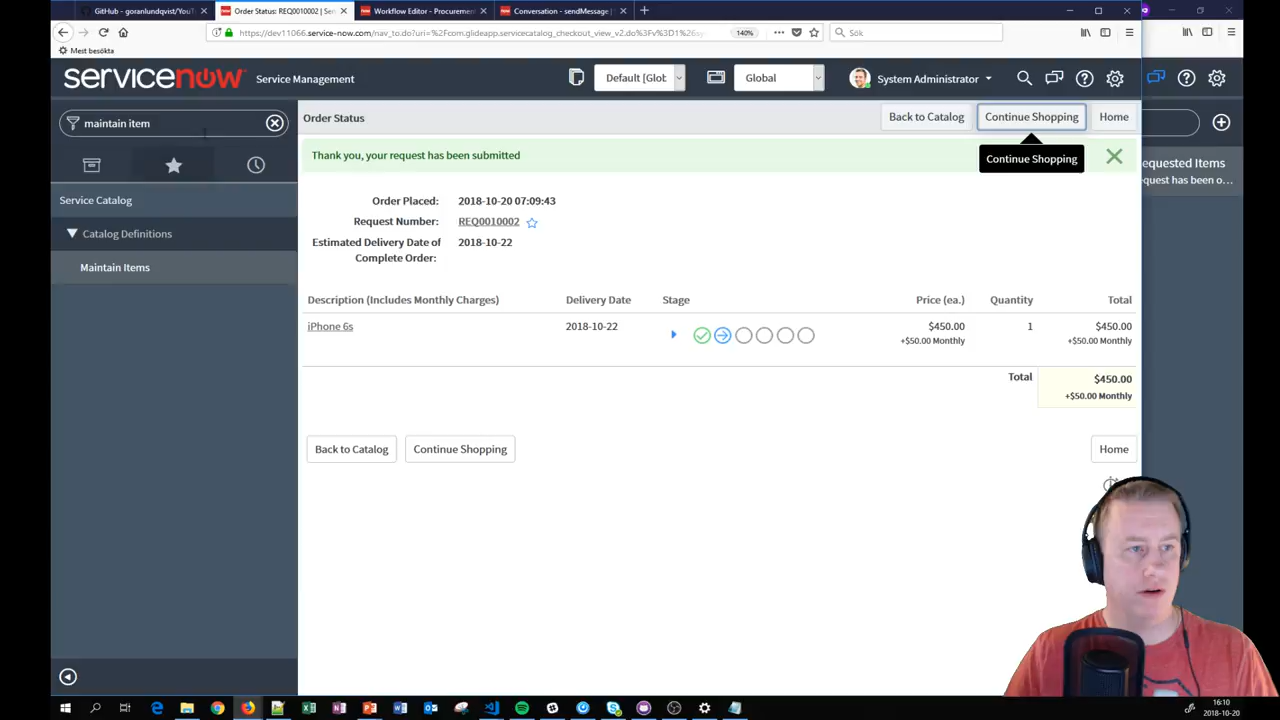 GitHub - goranlundqvist/YouT
Order Status: REQ0010002 | Ser
Workflow Editor - Procuremen
Conversation - sendMessage |
https://dev11066.service-now.com/nav_to.do?uri=%2Fcom.glideapp.servicecatalog_checkout_view_v2.do%3Fv%3D1%26sy
140%
Sök
Mest besökta
servicenow
Service Management
Default [Glob
Global
System Administrator
maintain item
Order Status
Back to Catalog
Continue Shopping
Home
Thank you, your request has been submitted
Continue Shopping
equested Items
quest has been o...
Service Catalog
Catalog Definitions
Maintain Items
Order Placed: 2018-10-20 07:09:43
Request Number: REQ0010002
Estimated Delivery Date of
Complete Order: 2018-10-22
Description (Includes Monthly Charges) Delivery Date Stage Price (ea.) Quantity Total
iPhone 6s 2018-10-22 $450.00 1 $450.00
+$50.00 Monthly +$50.00 Monthly
Total $450.00
+$50.00 Monthly
Back to Catalog
Continue Shopping
Home
16:10
2018-10-20